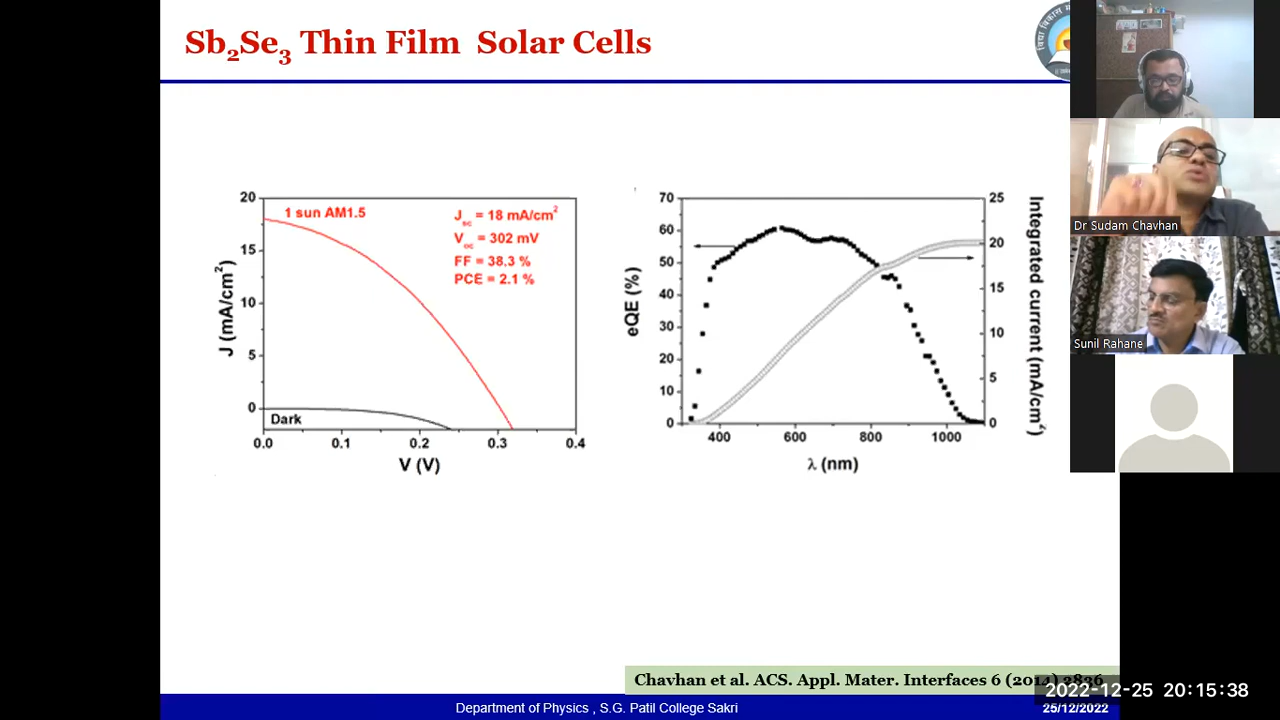 Sb₂Se₃ Thin Film Solar Cells
1 sun AM1.5
J_sc = 18 mA/cm²
V_oc = 302 mV
FF = 38.3 %
PCE = 2.1 %
Dark
J (mA/cm²)
20
15
10
5
0
0.0 0.1 0.2 0.3 0.4
V (V)
eQE (%)
70
60
50
40
30
20
10
0
400 600 800 1000
λ (nm)
25
20
15
10
5
0
Integrated current (mA/cm²)
Dr Sudam Chavhan
Sunil Rahane
Chavhan et al. ACS. Appl. Mater. Interfaces 6 (2014) 2836
2022-12-25 20:15:38
Department of Physics , S.G. Patil College Sakri
25/12/2022